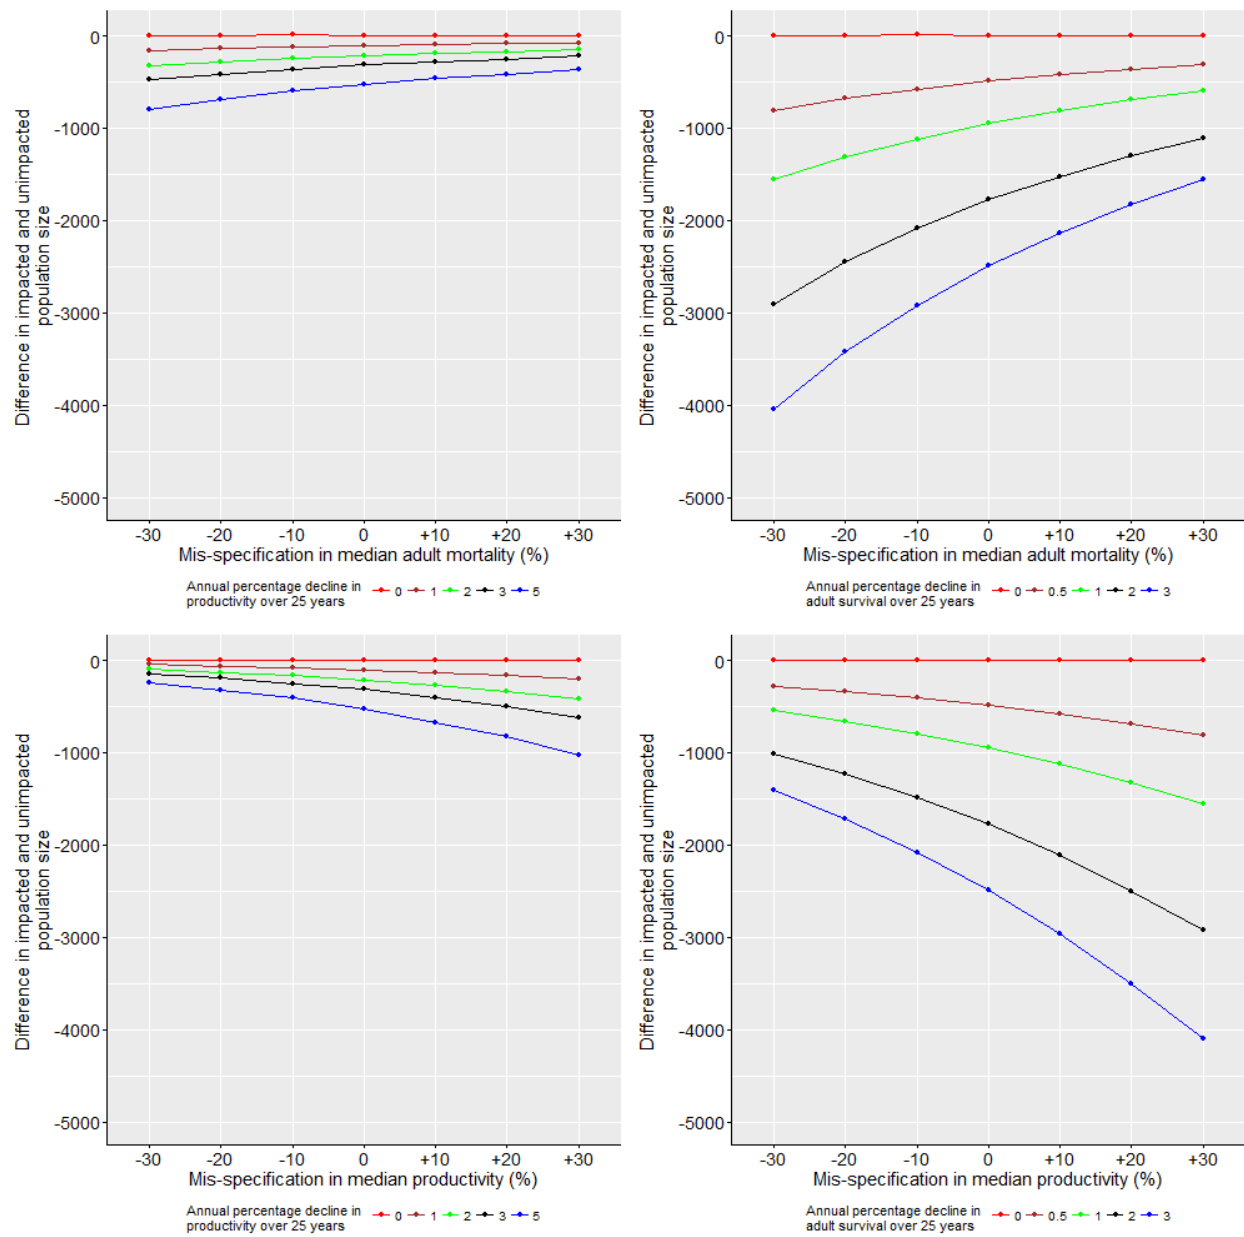 Difference in impacted and unimpacted
population size
0
-1000
-2000
-3000
-4000
-5000
-30 -20 -10 0 +10 +20 +30
Mis-specification in median adult mortality (%)
Annual percentage decline in
productivity over 25 years
0 1 2 3 5
Difference in impacted and unimpacted
population size
0
-1000
-2000
-3000
-4000
-5000
-30 -20 -10 0 +10 +20 +30
Mis-specification in median adult mortality (%)
Annual percentage decline in
adult survival over 25 years
0 0.5 1 2 3
Difference in impacted and unimpacted
population size
0
-1000
-2000
-3000
-4000
-5000
-30 -20 -10 0 +10 +20 +30
Mis-specification in median productivity (%)
Annual percentage decline in
productivity over 25 years
0 1 2 3 5
Difference in impacted and unimpacted
population size
0
-1000
-2000
-3000
-4000
-5000
-30 -20 -10 0 +10 +20 +30
Mis-specification in median productivity (%)
Annual percentage decline in
adult survival over 25 years
0 0.5 1 2 3